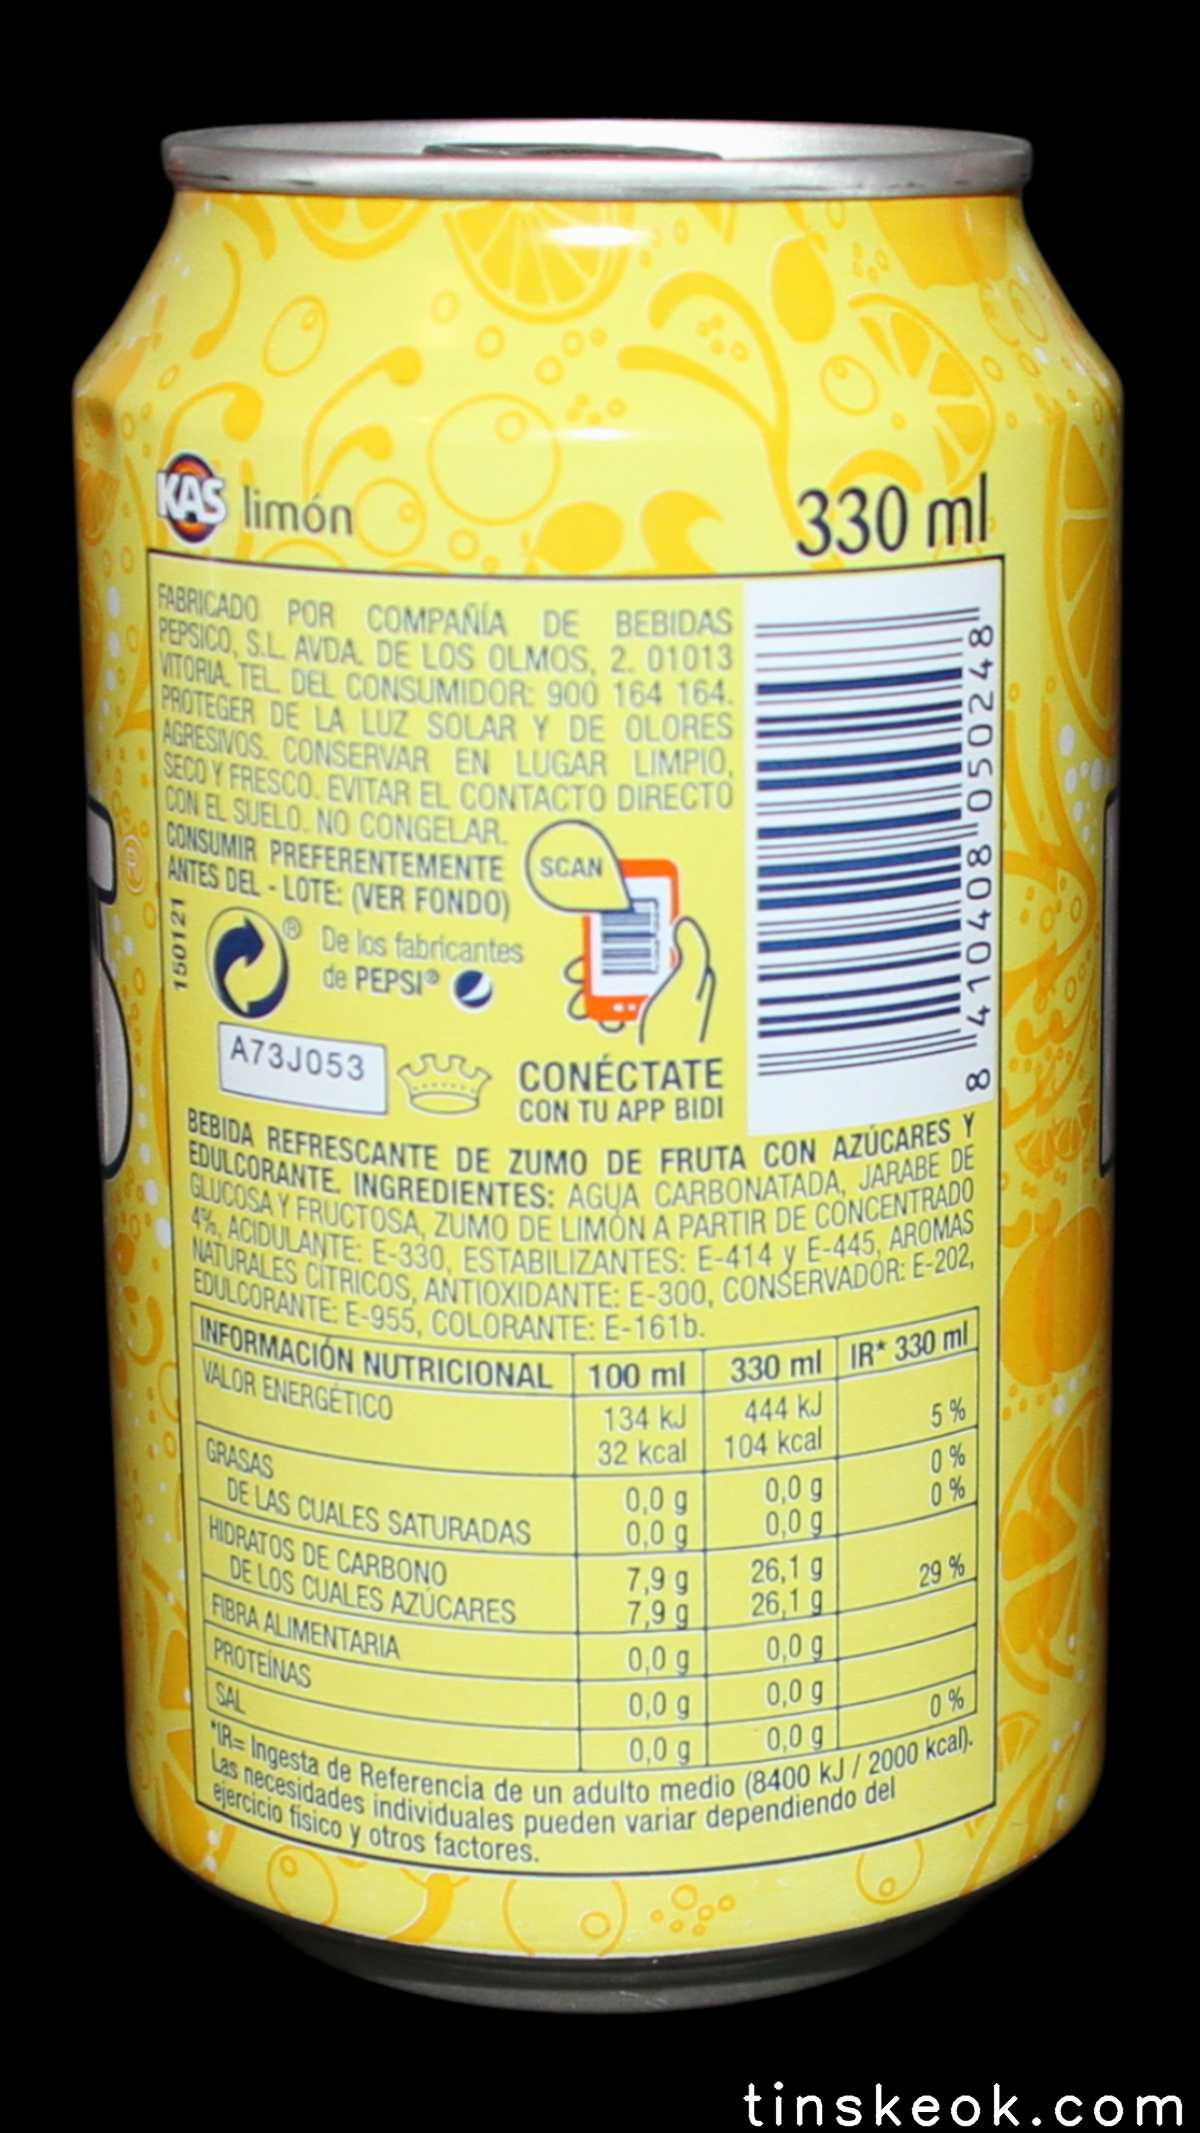 KAS limón
330 ml
FABRICADO POR COMPAÑÍA DE BEBIDAS
PEPSICO, S.L. AVDA. DE LOS OLMOS, 2. 01013
VITORIA. TEL. DEL CONSUMIDOR: 900 164 164.
PROTEGER DE LA LUZ SOLAR Y DE OLORES
AGRESIVOS. CONSERVAR EN LUGAR LIMPIO,
SECO Y FRESCO. EVITAR EL CONTACTO DIRECTO
CON EL SUELO. NO CONGELAR.
CONSUMIR PREFERENTEMENTE
ANTES DEL - LOTE: (VER FONDO)
SCAN
150121
® De los fabricantes
de PEPSI®
A73J053
CONÉCTATE
CON TU APP BIDI
8 410408 050248
BEBIDA REFRESCANTE DE ZUMO DE FRUTA CON AZÚCARES Y
EDULCORANTE. INGREDIENTES: AGUA CARBONATADA, JARABE DE
GLUCOSA Y FRUCTOSA, ZUMO DE LIMÓN A PARTIR DE CONCENTRADO
4%, ACIDULANTE: E-330, ESTABILIZANTES: E-414 y E-445, AROMAS
NATURALES CÍTRICOS, ANTIOXIDANTE: E-300, CONSERVADOR: E-202,
EDULCORANTE: E-955, COLORANTE: E-161b.
INFORMACIÓN NUTRICIONAL 100 ml 330 ml IR* 330 ml
VALOR ENERGÉTICO 134 kJ 444 kJ 5 %
32 kcal 104 kcal
GRASAS 0,0 g 0,0 g 0 %
DE LAS CUALES SATURADAS 0,0 g 0,0 g 0 %
HIDRATOS DE CARBONO 7,9 g 26,1 g
DE LOS CUALES AZÚCARES 7,9 g 26,1 g 29 %
FIBRA ALIMENTARIA 0,0 g 0,0 g
PROTEÍNAS 0,0 g 0,0 g
SAL 0,0 g 0,0 g 0 %
*IR= Ingesta de Referencia de un adulto medio (8400 kJ / 2000 kcal).
Las necesidades individuales pueden variar dependiendo del
ejercicio físico y otros factores.
®
tinskeok.com